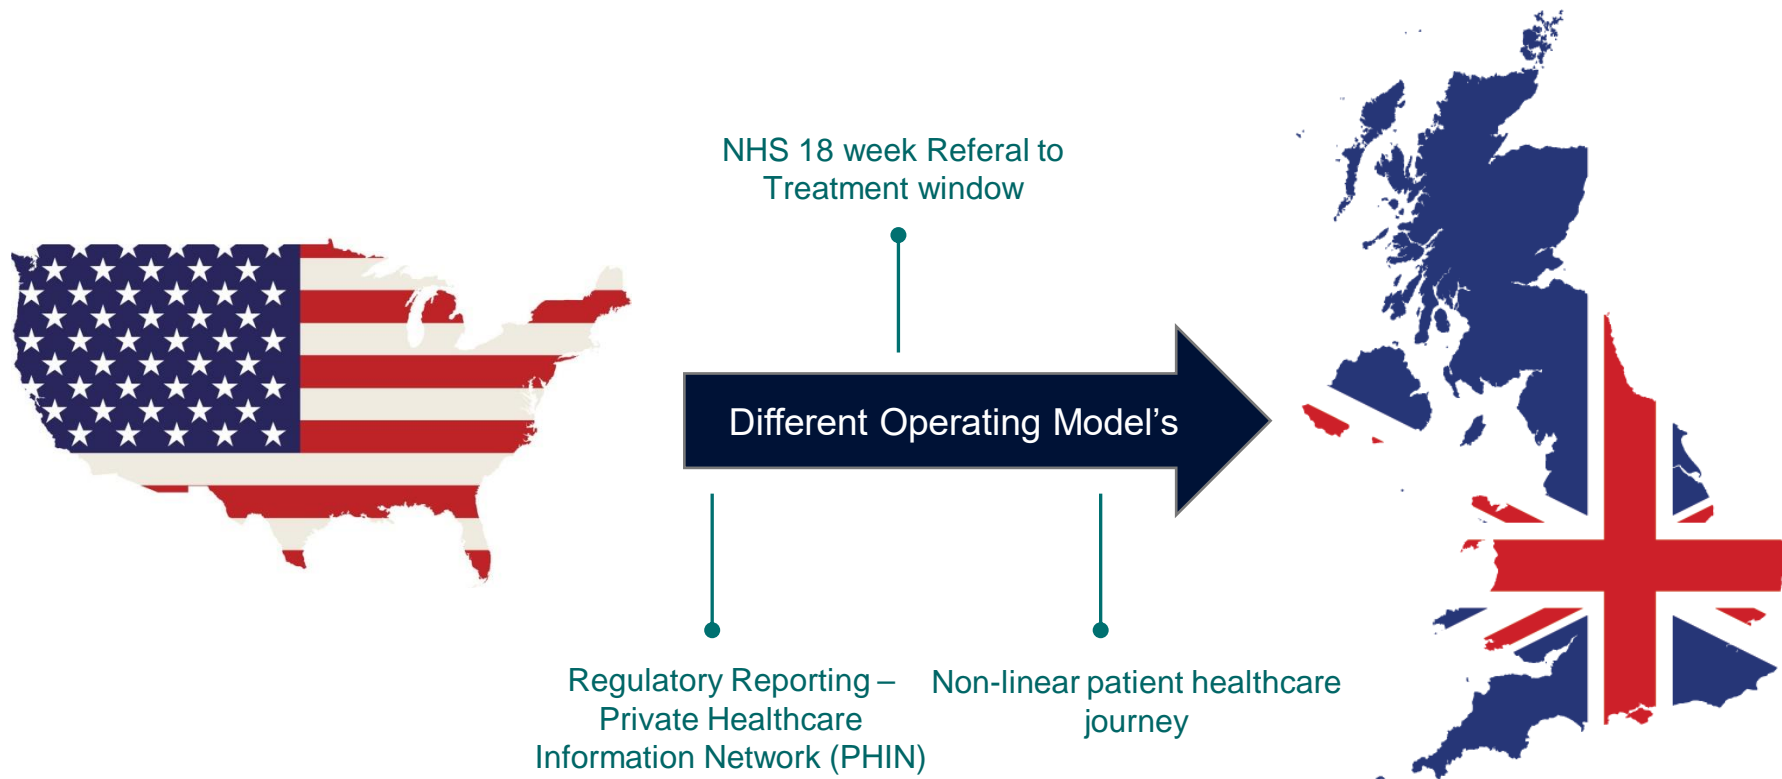 NHS 18 week Referal to
Treatment window
Different Operating Model’s
Regulatory Reporting –
Private Healthcare
Information Network (PHIN)
Non-linear patient healthcare
journey